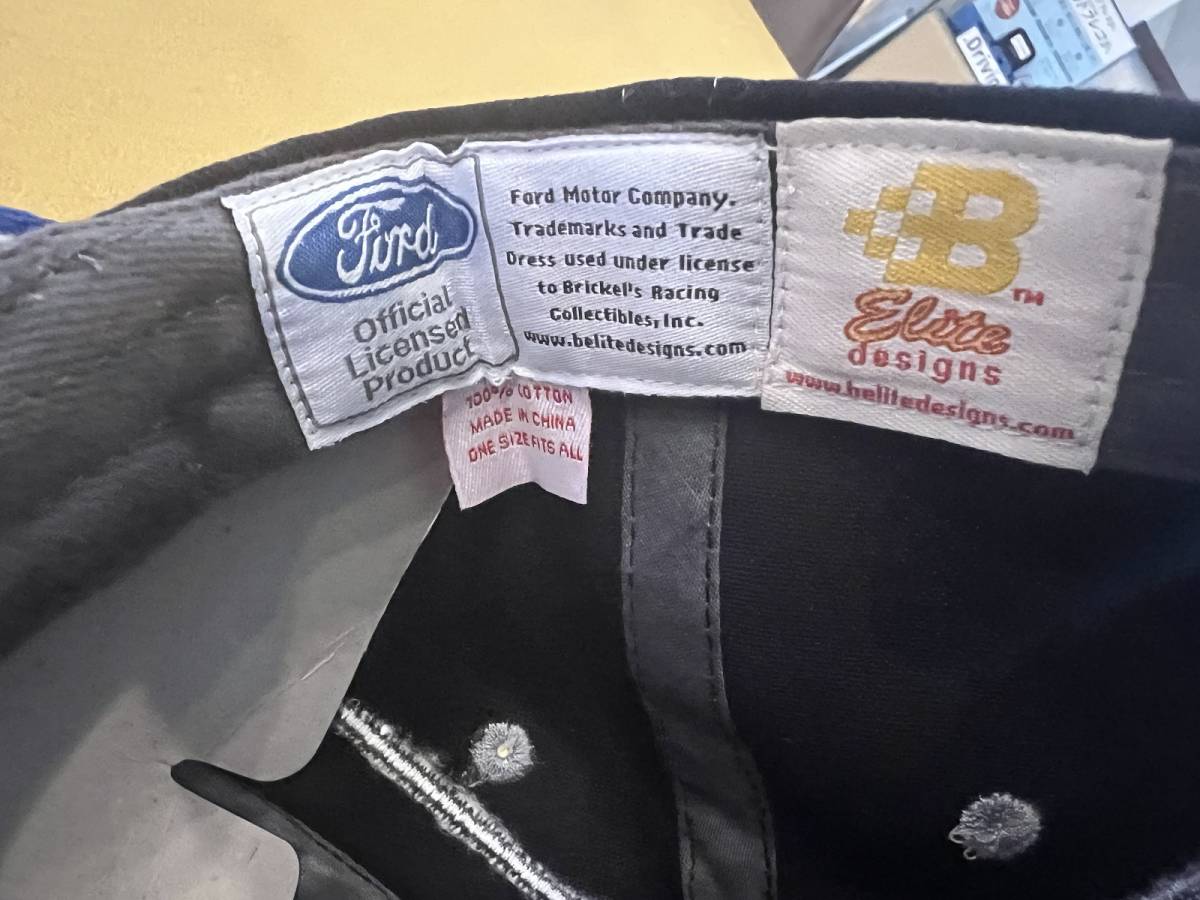 Ford
Official
Licensed
Product
Ford Motor Company.
Trademarks and Trade
Dress used under license
to Brickel's Racing
Collectibles, Inc.
www.belitedesigns.com
B
TM
Elite
designs
www.belitedesigns.com
100% COTTON
MADE IN CHINA
ONE SIZE FITS ALL